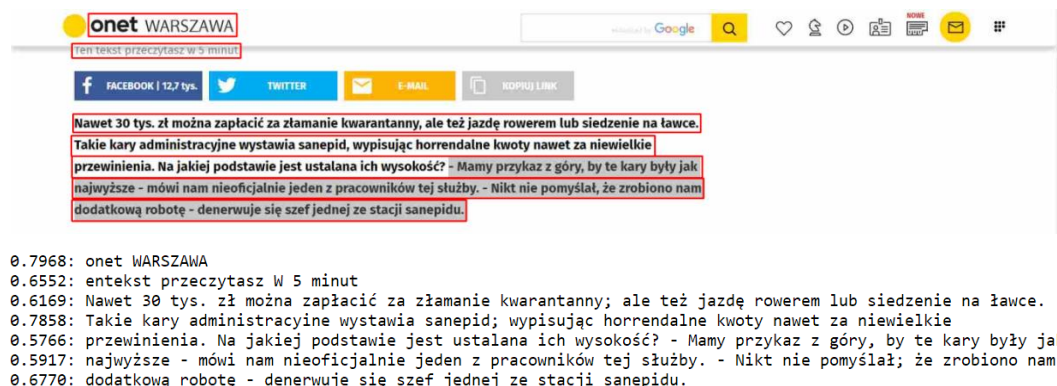 onet WARSZAWA
Google
NOWE
Ten tekst przeczytasz w 5 minut
FACEBOOK | 12,7 tys.
TWITTER
E-MAIL
KOPIUJ LINK
Nawet 30 tys. zł można zapłacić za złamanie kwarantanny, ale też jazdę rowerem lub siedzenie na ławce.
Takie kary administracyjne wystawia sanepid, wypisując horrendalne kwoty nawet za niewielkie
przewinienia. Na jakiej podstawie jest ustalana ich wysokość? - Mamy przykaz z góry, by te kary były jak
najwyższe - mówi nam nieoficjalnie jeden z pracowników tej służby. - Nikt nie pomyślał, że zrobiono nam
dodatkową robotę - denerwuje się szef jednej ze stacji sanepidu.
0.7968: onet WARSZAWA
0.6552: entekst przeczytasz W 5 minut
0.6169: Nawet 30 tys. zł można zapłacić za złamanie kwarantanny; ale też jazdę rowerem lub siedzenie na ławce.
0.7858: Takie kary administracyine wystawia sanepid; wypisując horrendalne kwoty nawet za niewielkie
0.5766: przewinienia. Na jakiej podstawie jest ustalana ich wysokość? - Mamy przykaz z góry, by te kary były ja
0.5917: najwyższe - mówi nam nieoficjalnie jeden z pracowników tej służby. - Nikt nie pomyślał; że zrobiono nam
0.6770: dodatkowa robote - denerwuje się szef jednej ze stacji sanepidu.